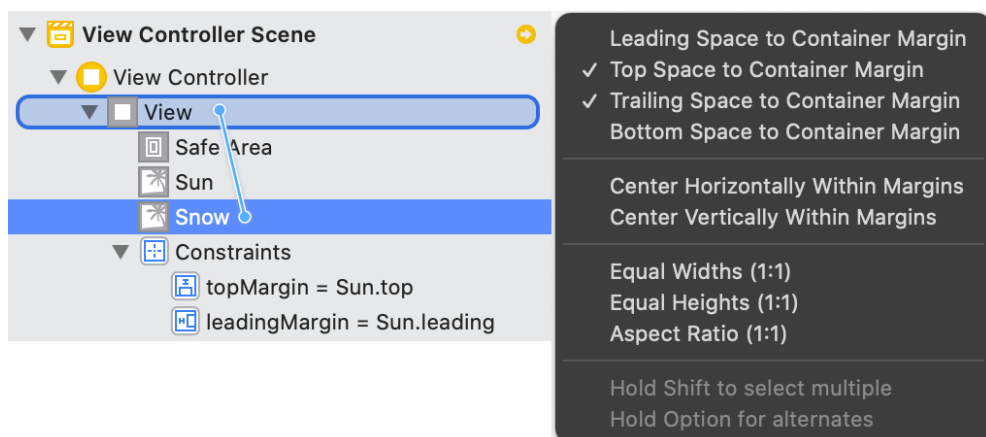 View Controller Scene
View Controller
View
Safe Area
Sun
Snow
Constraints
topMargin = Sun.top
leadingMargin = Sun.leading
Leading Space to Container Margin
✓ Top Space to Container Margin
✓ Trailing Space to Container Margin
Bottom Space to Container Margin
Center Horizontally Within Margins
Center Vertically Within Margins
Equal Widths (1:1)
Equal Heights (1:1)
Aspect Ratio (1:1)
Hold Shift to select multiple
Hold Option for alternates